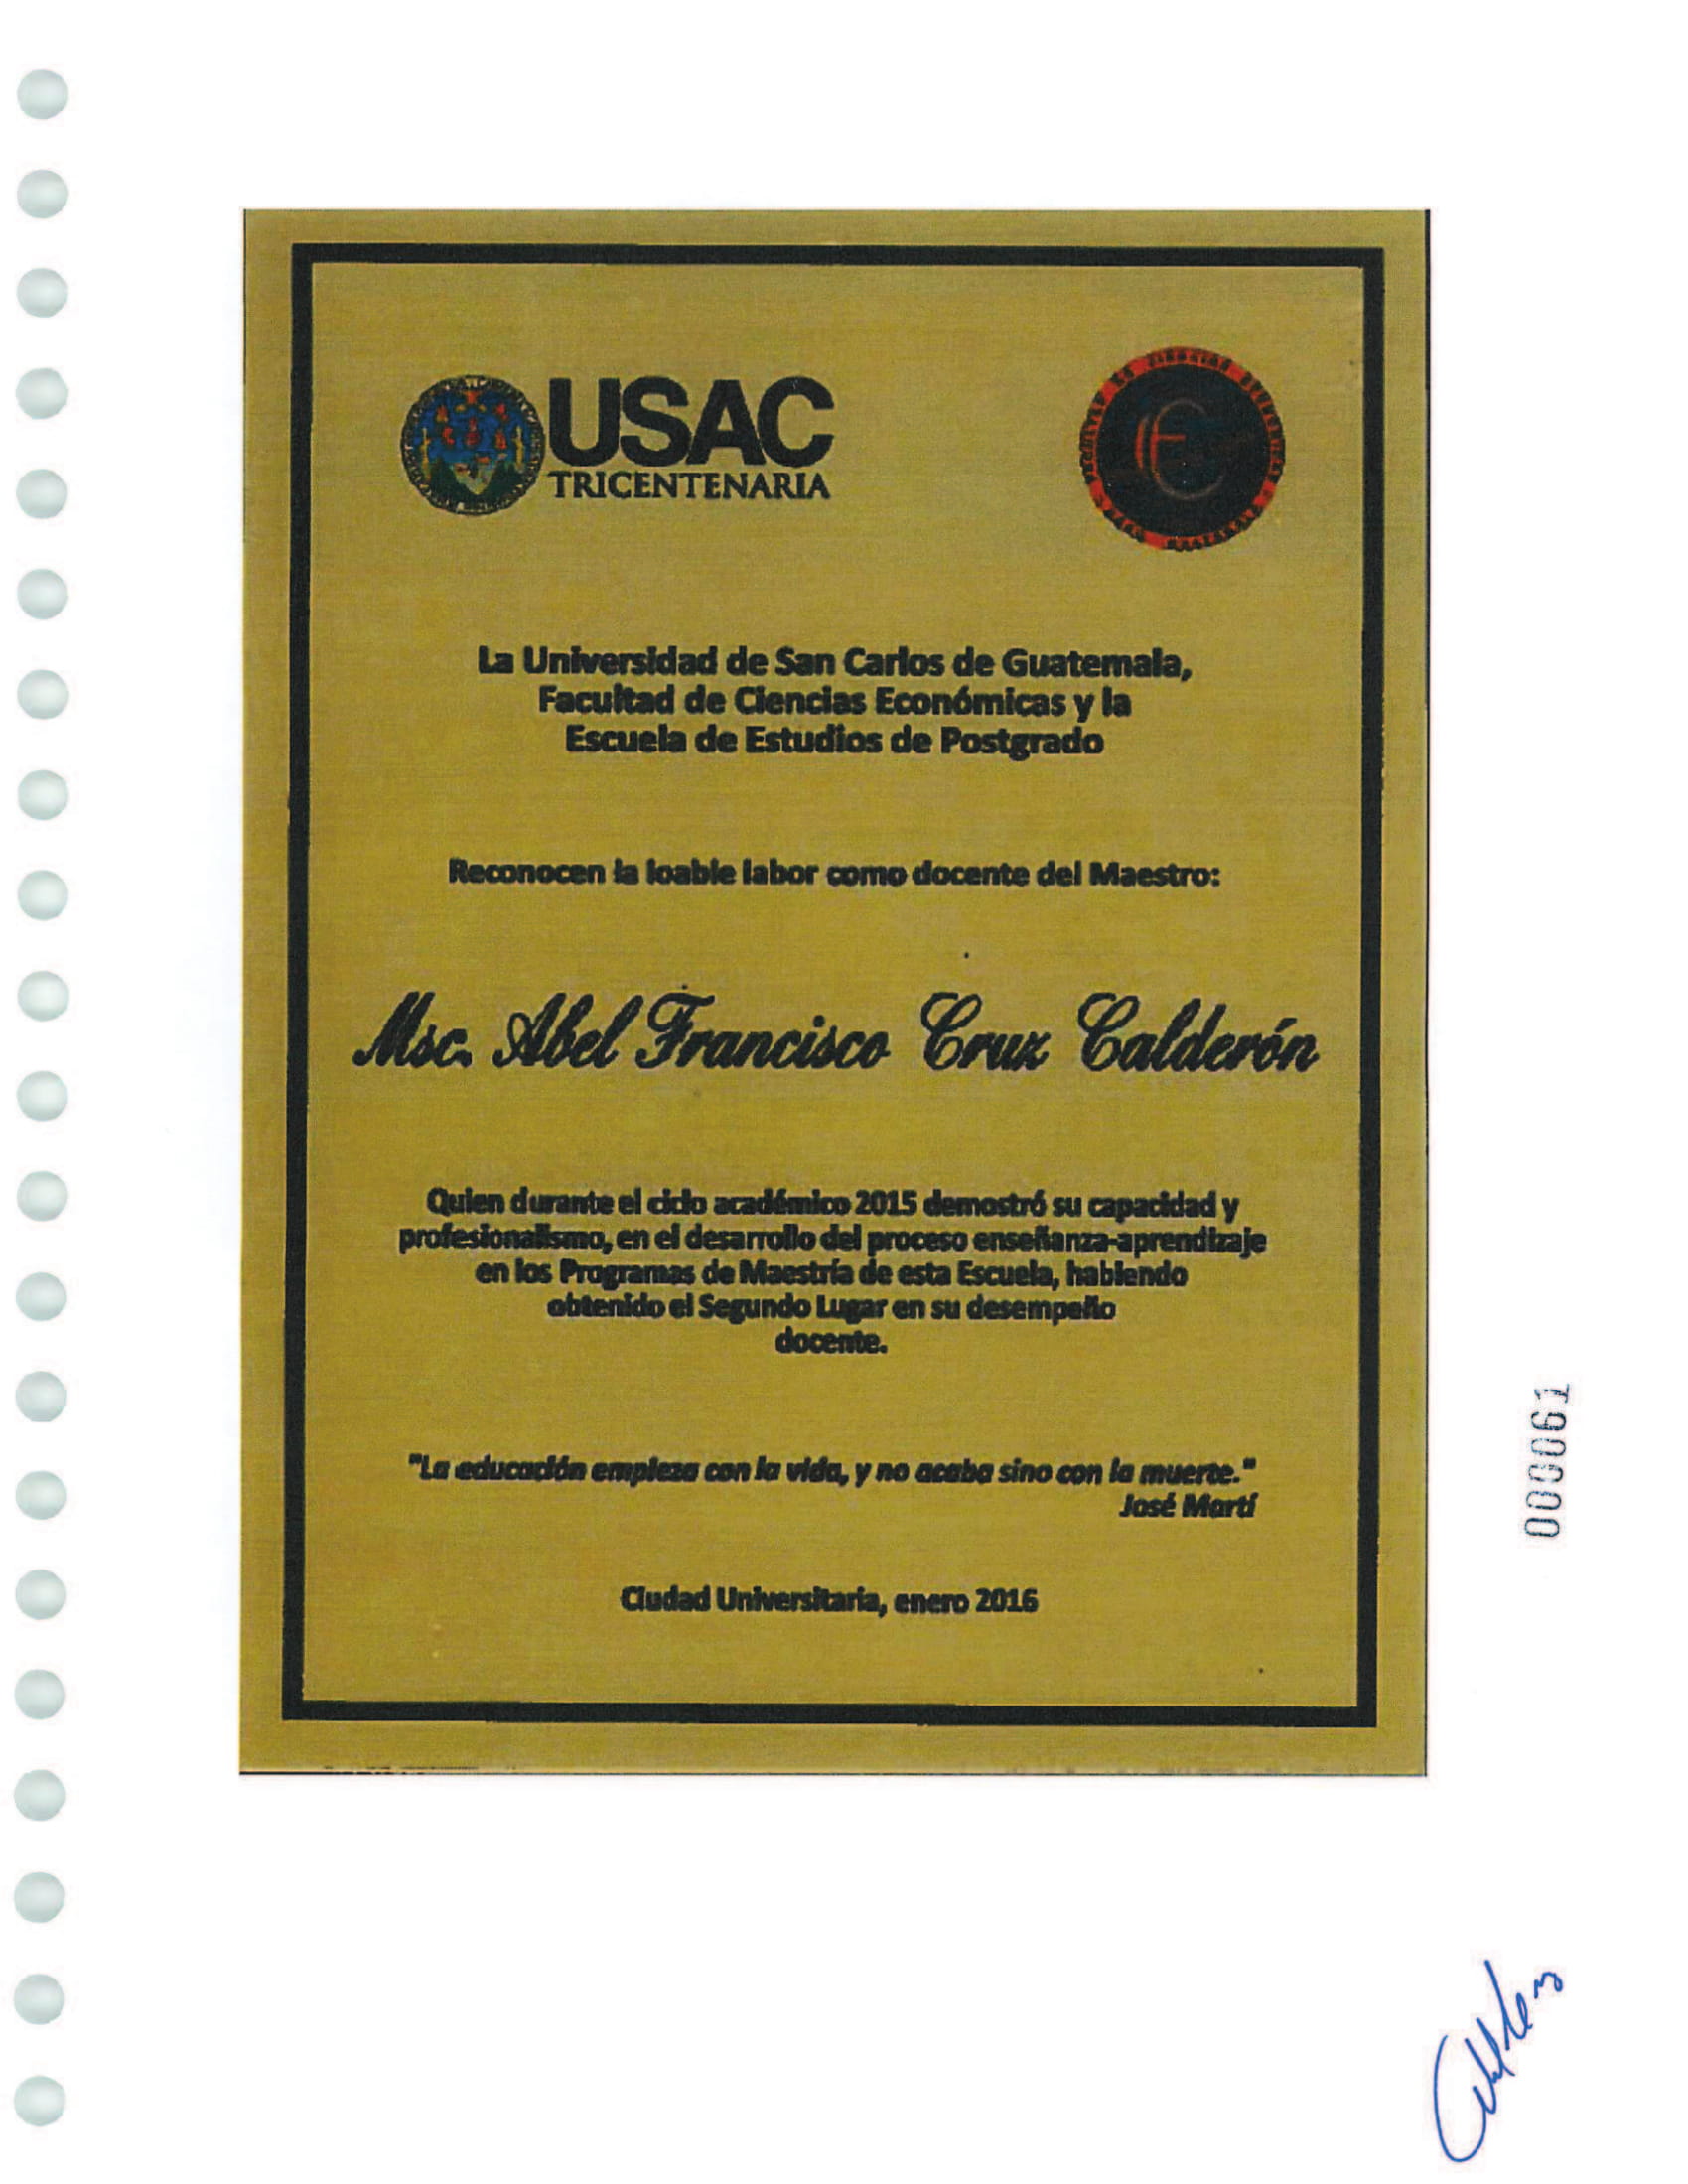 USAC
TRICENTENARIA
La Universidad de San Carlos de Guatemala,
Facultad de Ciencias Económicas y la
Escuela de Estudios de Postgrado
Reconocen la loable labor como docente del Maestro:
Msc. Abel Francisco Cruz Calderón
Quien durante el ciclo académico 2015 demostró su capacidad y
profesionalismo, en el desarrollo del proceso enseñanza-aprendizaje
en los Programas de Maestría de esta Escuela, habiendo
obtenido el Segundo Lugar en su desempeño
docente.
"La educación empieza con la vida, y no acaba sino con la muerte."
José Martí
Ciudad Universitaria, enero 2016
000061